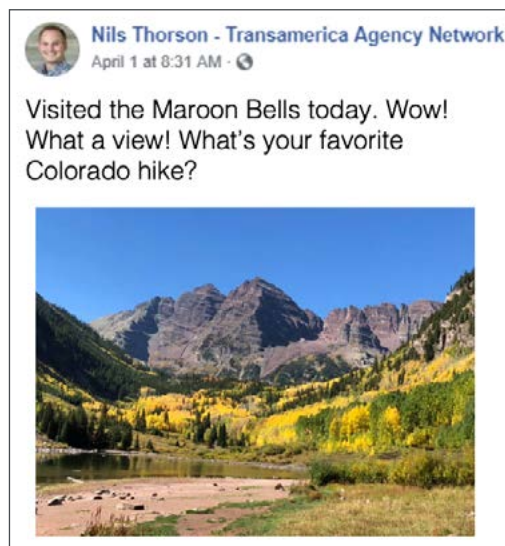 Nils Thorson - Transamerica Agency Network
April 1 at 8:31 AM ·
Visited the Maroon Bells today. Wow!
What a view! What's your favorite
Colorado hike?